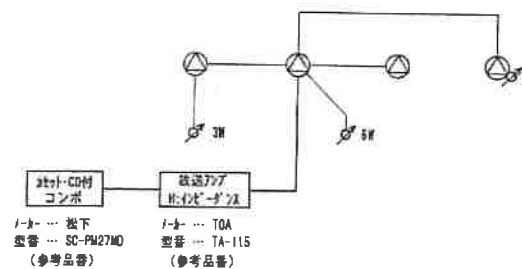 3W
6W
カセット・CD付
コンポ
放送アンプ
H:インピーダンス
メーカー … 松下
型番 … SC-PM27MD
(参考品番)
メーカー … TOA
型番 … TA-115
(参考品番)